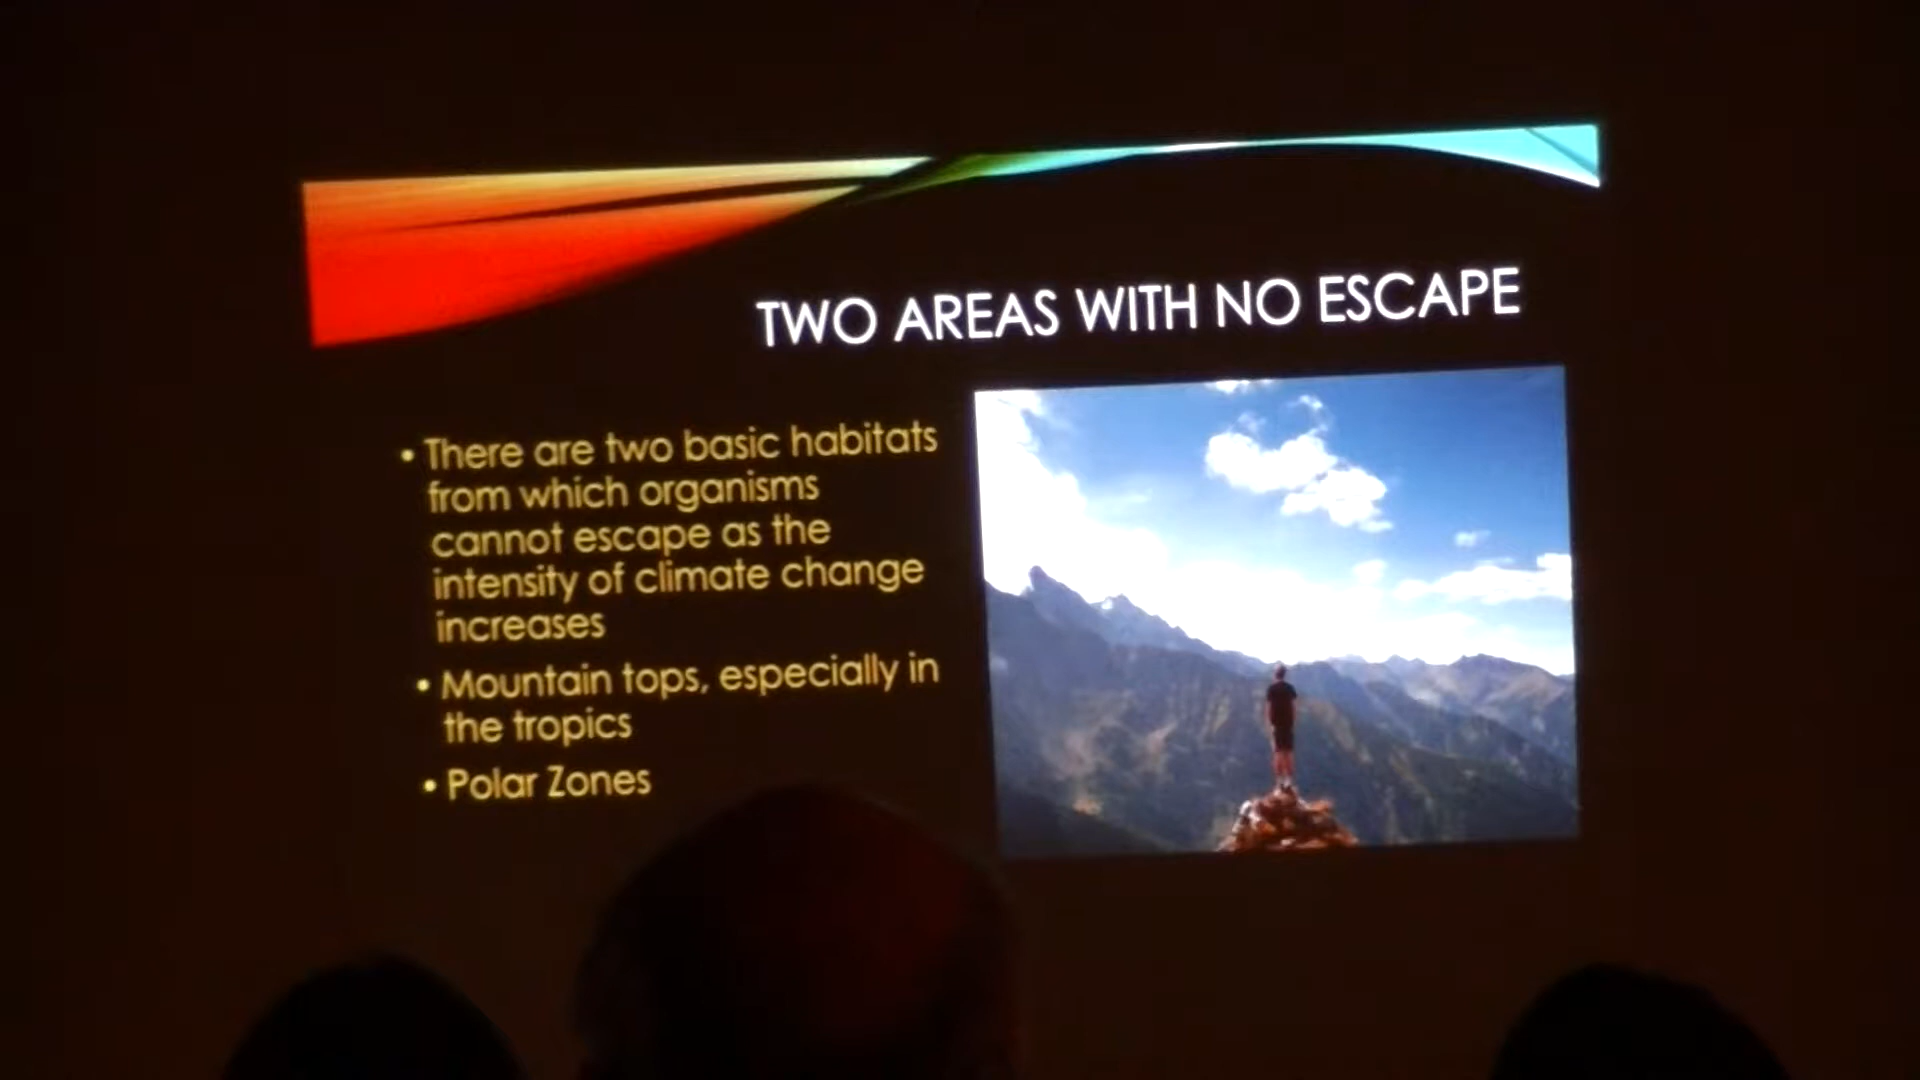 TWO AREAS WITH NO ESCAPE
• There are two basic habitats
from which organisms
cannot escape as the
intensity of climate change
increases
• Mountain tops, especially in
the tropics
• Polar Zones